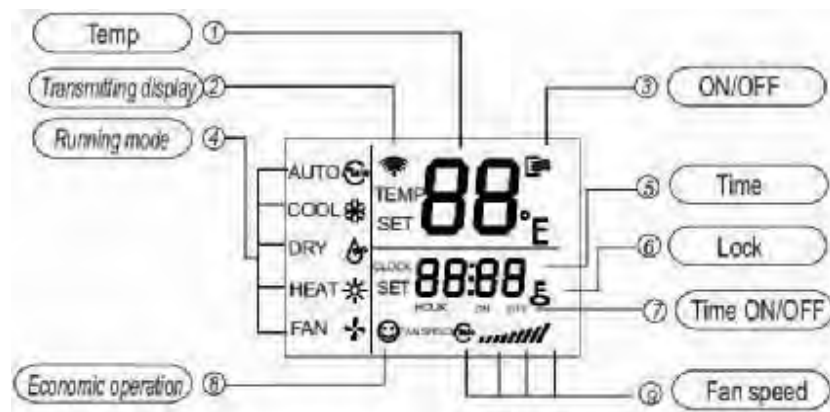 Temp ①
Transmitting display ②
③ ON/OFF
Running mode ④
AUTO
TEMP
88
°E
COOL
SET
⑤ Time
DRY
CLOCK
88:88
⑥ Lock
HEAT
SET
HOUR ON OFF
⑦ Time ON/OFF
FAN
FAN SPEED
Economic operation ⑧
⑨ Fan speed